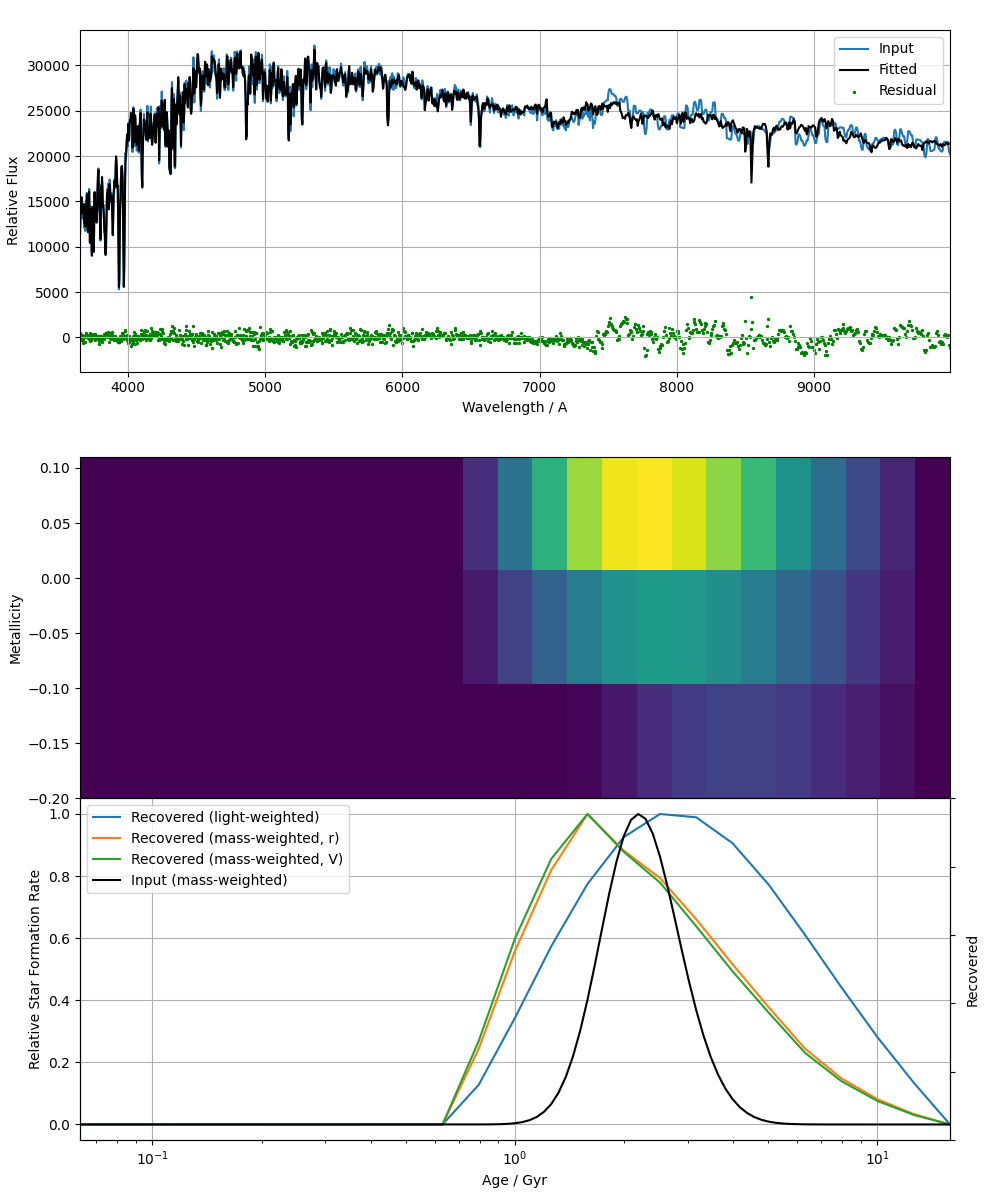 30000
25000
20000
15000
10000
5000
0
Relative Flux
Input
Fitted
Residual
4000 5000 6000 7000 8000 9000
Wavelength / A
0.10
0.05
0.00
−0.05
−0.10
−0.15
−0.20
Metallicity
1.0
0.8
0.6
0.4
0.2
0.0
Relative Star Formation Rate
Recovered (light-weighted)
Recovered (mass-weighted, r)
Recovered (mass-weighted, V)
Input (mass-weighted)
Recovered
10⁻¹ 10⁰ 10¹
Age / Gyr